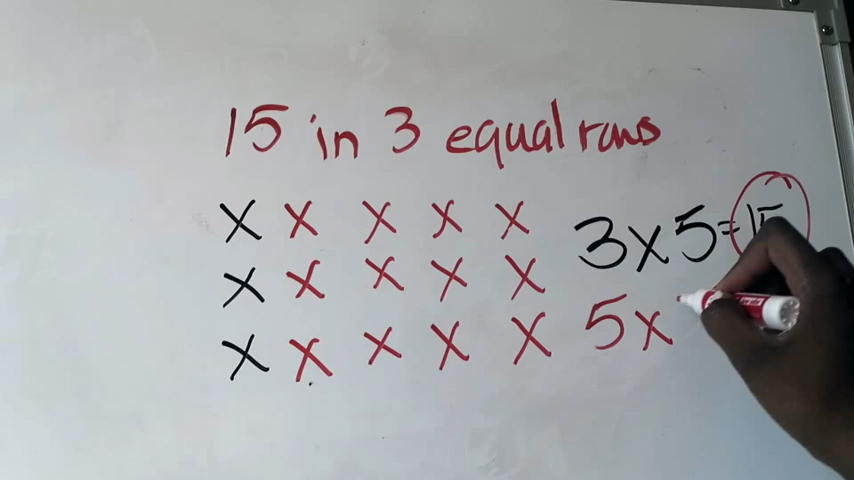 15 in 3 equal rows
x x x x x 3x5=15
x x x x x
x x x x x 5x